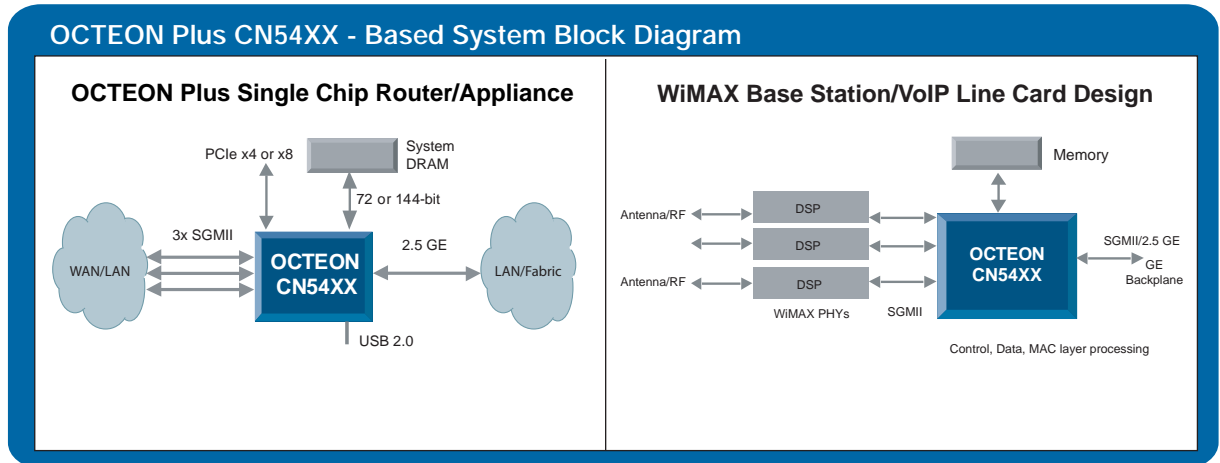 OCTEON Plus CN54XX - Based System Block Diagram
OCTEON Plus Single Chip Router/Appliance
PCIe x4 or x8
System
DRAM
72 or 144-bit
3x SGMII
2.5 GE
WAN/LAN
OCTEON
CN54XX
LAN/Fabric
USB 2.0
WiMAX Base Station/VoIP Line Card Design
Memory
Antenna/RF
DSP
DSP
Antenna/RF
DSP
OCTEON
CN54XX
SGMII/2.5 GE
GE
Backplane
WiMAX PHYs
SGMII
Control, Data, MAC layer processing